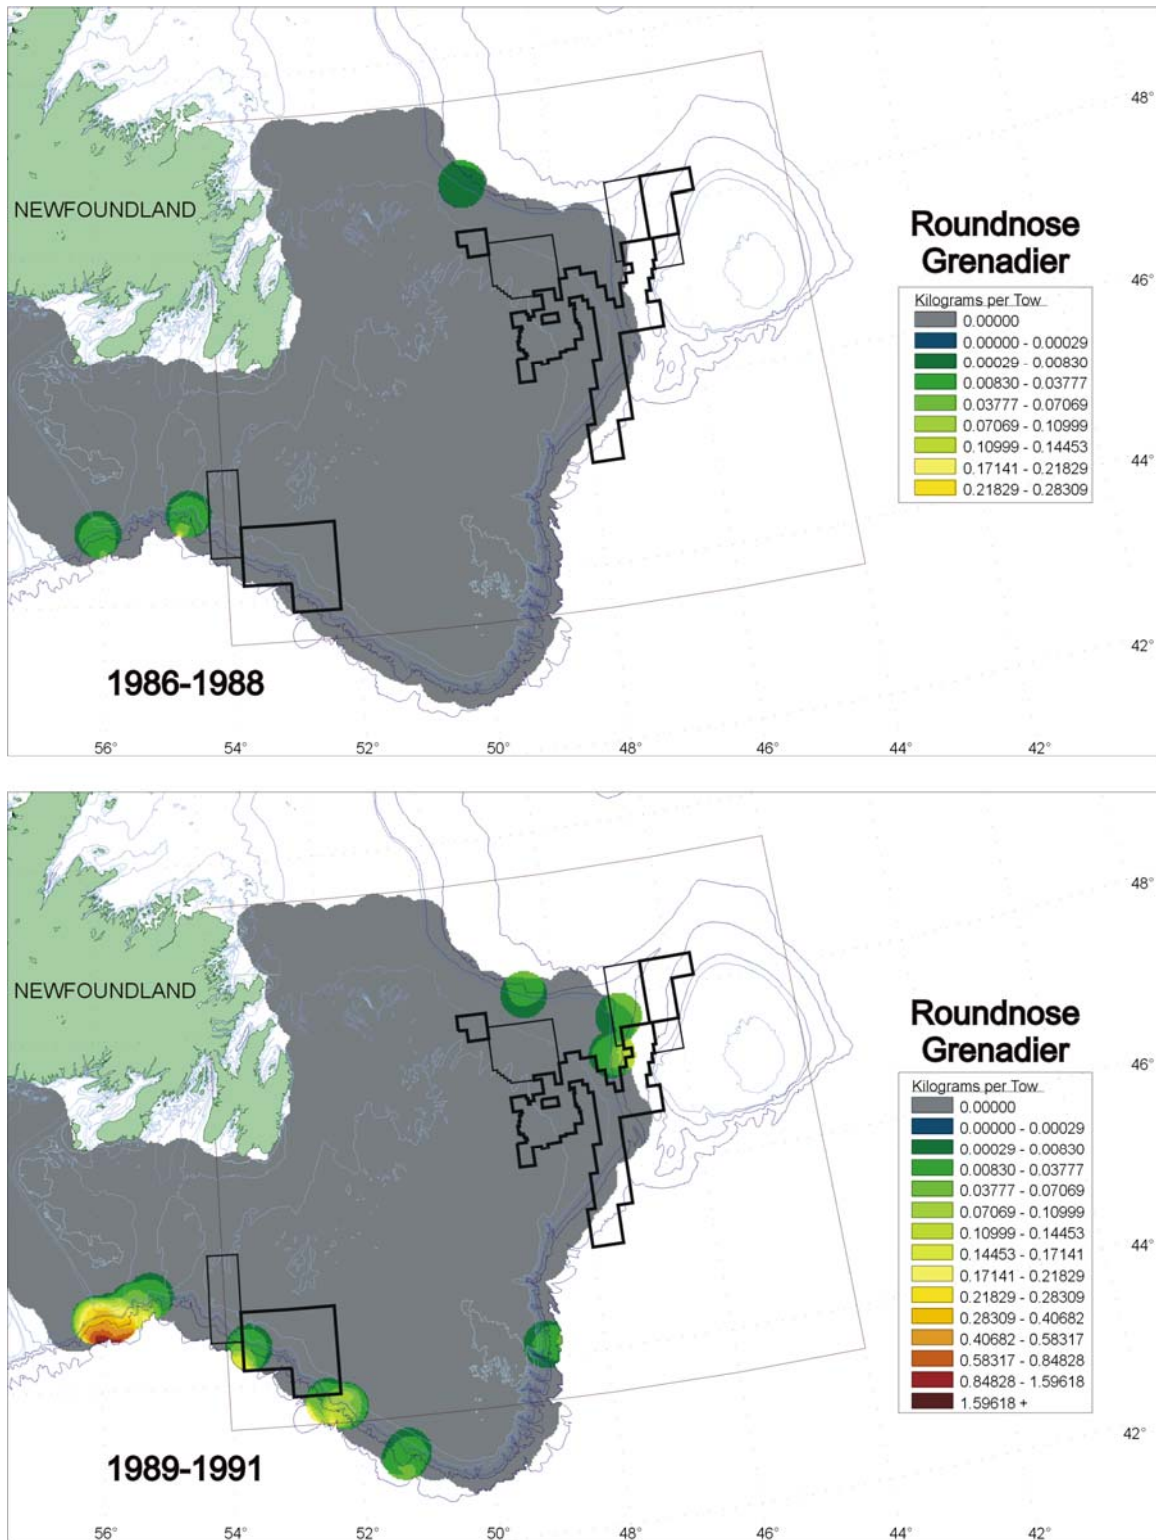 NEWFOUNDLAND
48°
Roundnose
Grenadier
Kilograms per Tow
0.00000
0.00000 - 0.00029
0.00029 - 0.00830
0.00830 - 0.03777
0.03777 - 0.07069
0.07069 - 0.10999
0.10999 - 0.14453
0.17141 - 0.21829
0.21829 - 0.28309
46°
44°
42°
1986-1988
56° 54° 52° 50° 48° 46° 44° 42°
NEWFOUNDLAND
48°
Roundnose
Grenadier
Kilograms per Tow
0.00000
0.00000 - 0.00029
0.00029 - 0.00830
0.00830 - 0.03777
0.03777 - 0.07069
0.07069 - 0.10999
0.10999 - 0.14453
0.14453 - 0.17141
0.17141 - 0.21829
0.21829 - 0.28309
0.28309 - 0.40682
0.40682 - 0.58317
0.58317 - 0.84828
0.84828 - 1.59618
1.59618 +
46°
44°
42°
1989-1991
56° 54° 52° 50° 48° 46° 44° 42°